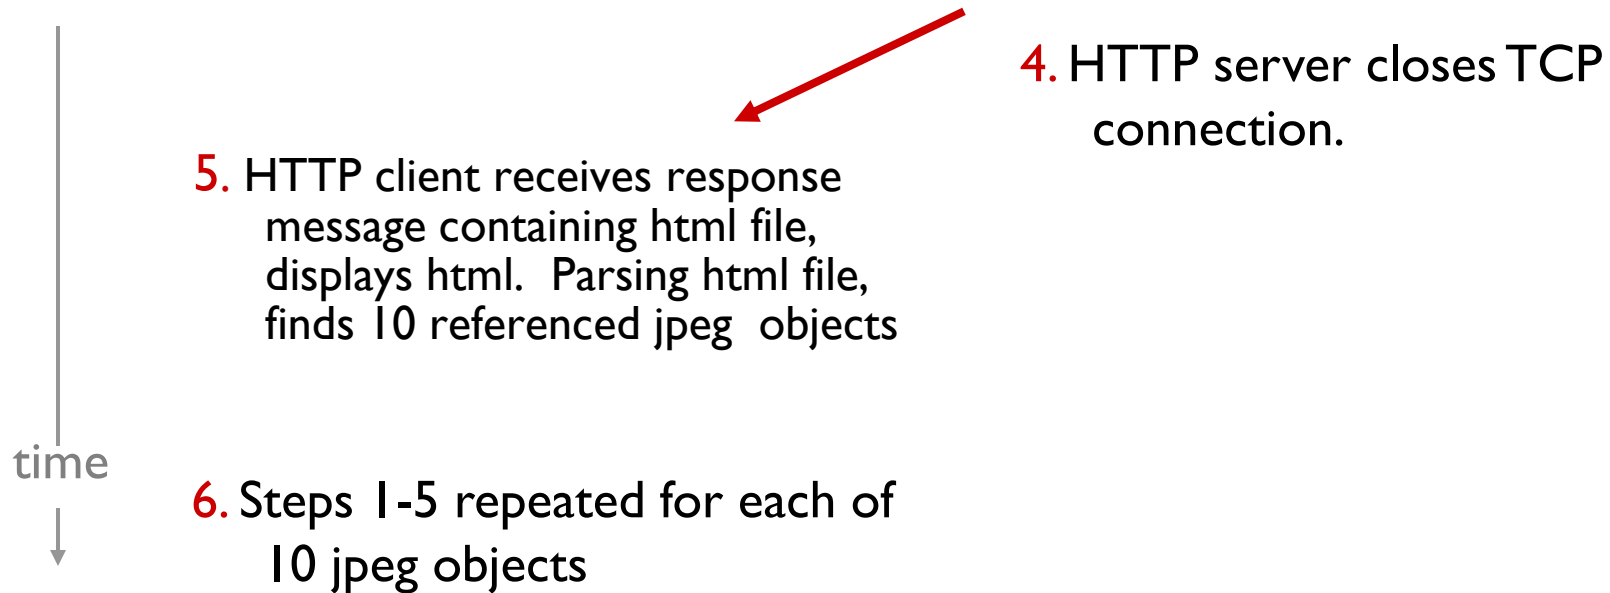 4. HTTP server closes TCP
connection.
5. HTTP client receives response
message containing html file,
displays html.  Parsing html file,
finds 10 referenced jpeg  objects
time
6. Steps 1-5 repeated for each of
10 jpeg objects